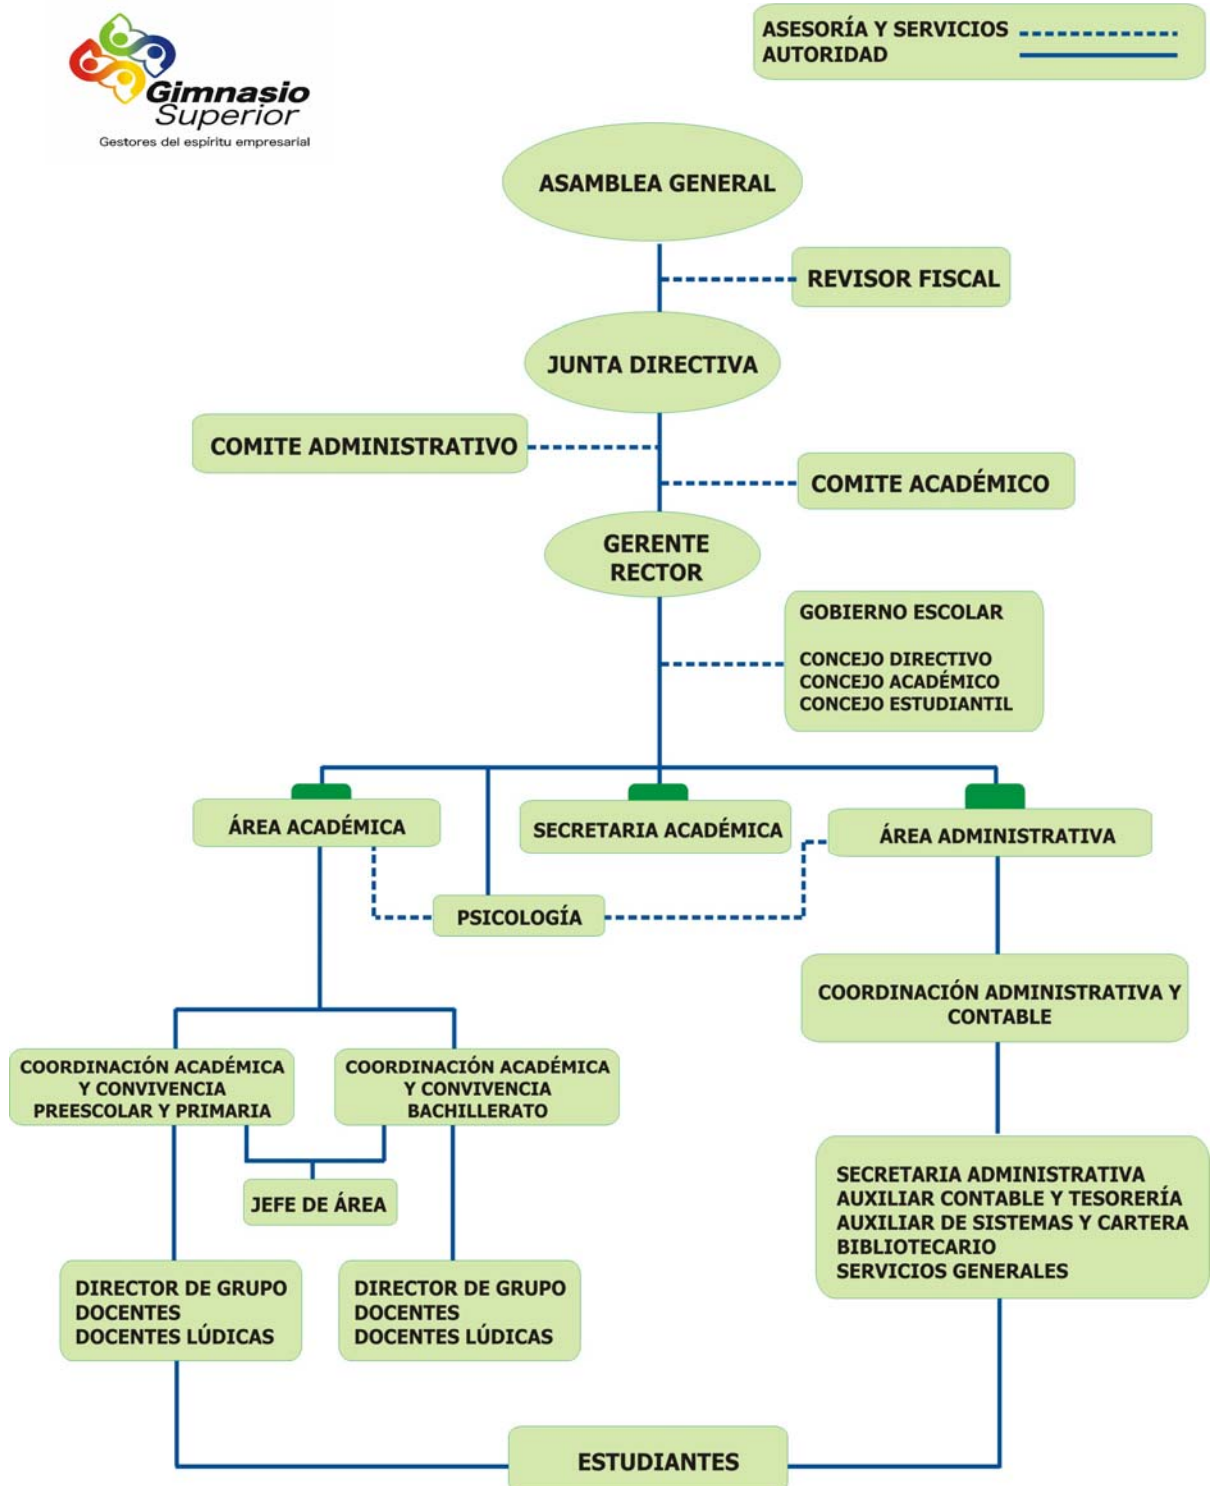 Gimnasio
Superior
Gestores del espíritu empresarial
ASESORÍA Y SERVICIOS
AUTORIDAD
ASAMBLEA GENERAL
REVISOR FISCAL
JUNTA DIRECTIVA
COMITE ADMINISTRATIVO
COMITE ACADÉMICO
GERENTE
RECTOR
GOBIERNO ESCOLAR
CONCEJO DIRECTIVO
CONCEJO ACADÉMICO
CONCEJO ESTUDIANTIL
ÁREA ACADÉMICA
SECRETARIA ACADÉMICA
ÁREA ADMINISTRATIVA
PSICOLOGÍA
COORDINACIÓN ADMINISTRATIVA Y
CONTABLE
COORDINACIÓN ACADÉMICA
Y CONVIVENCIA
PREESCOLAR Y PRIMARIA
COORDINACIÓN ACADÉMICA
Y CONVIVENCIA
BACHILLERATO
JEFE DE ÁREA
SECRETARIA ADMINISTRATIVA
AUXILIAR CONTABLE Y TESORERÍA
AUXILIAR DE SISTEMAS Y CARTERA
BIBLIOTECARIO
SERVICIOS GENERALES
DIRECTOR DE GRUPO
DOCENTES
DOCENTES LÚDICAS
DIRECTOR DE GRUPO
DOCENTES
DOCENTES LÚDICAS
ESTUDIANTES